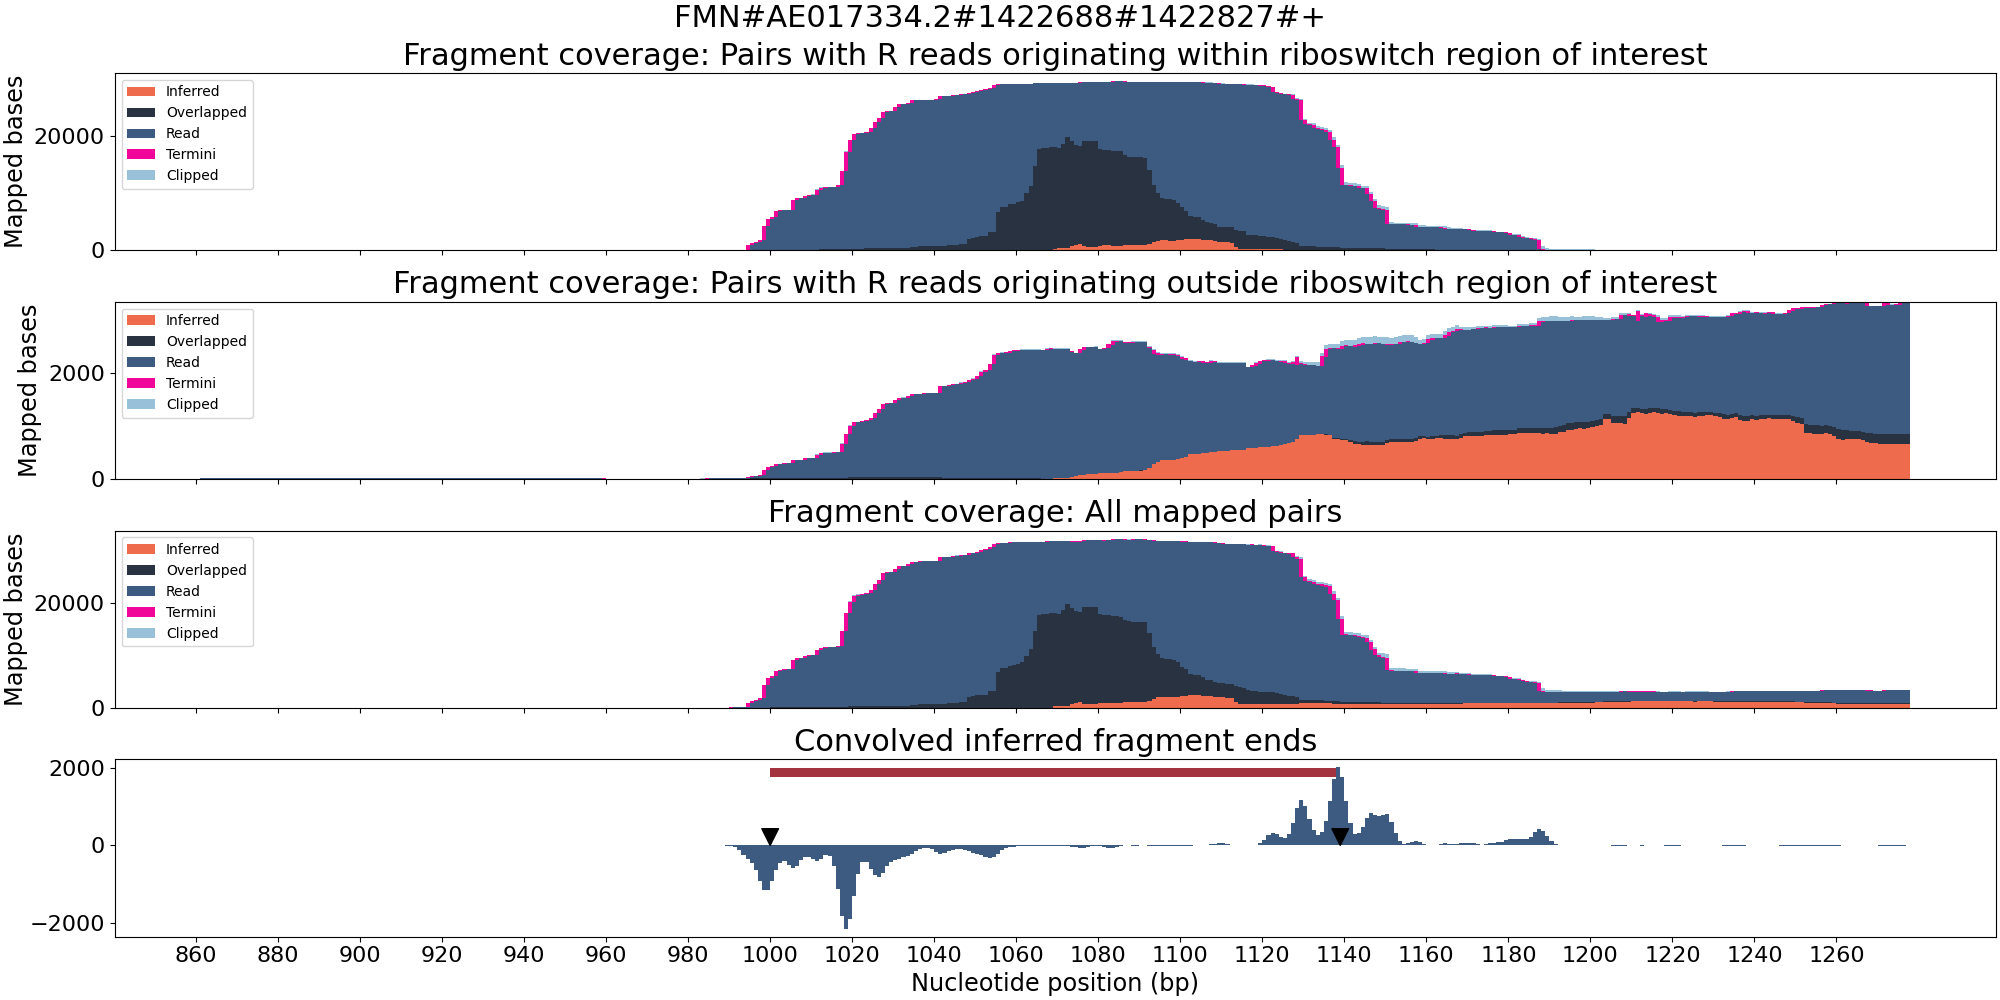 FMN#AE017334.2#1422688#1422827#+
Fragment coverage: Pairs with R reads originating within riboswitch region of interest
Mapped bases
20000
0
Inferred
Overlapped
Read
Termini
Clipped
Fragment coverage: Pairs with R reads originating outside riboswitch region of interest
Mapped bases
2000
0
Inferred
Overlapped
Read
Termini
Clipped
Fragment coverage: All mapped pairs
Mapped bases
20000
0
Inferred
Overlapped
Read
Termini
Clipped
Convolved inferred fragment ends
2000
0
−2000
860 880 900 920 940 960 980 1000 1020 1040 1060 1080 1100 1120 1140 1160 1180 1200 1220 1240 1260
Nucleotide position (bp)